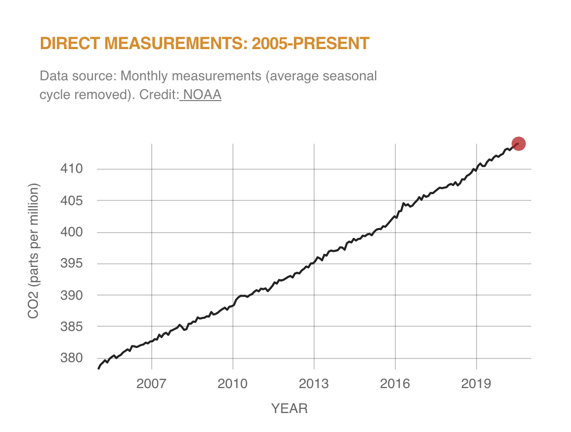 DIRECT MEASUREMENTS: 2005-PRESENT
Data source: Monthly measurements (average seasonal
cycle removed). Credit: NOAA
CO2 (parts per million)
410
405
400
395
390
385
380
2007 2010 2013 2016 2019
YEAR